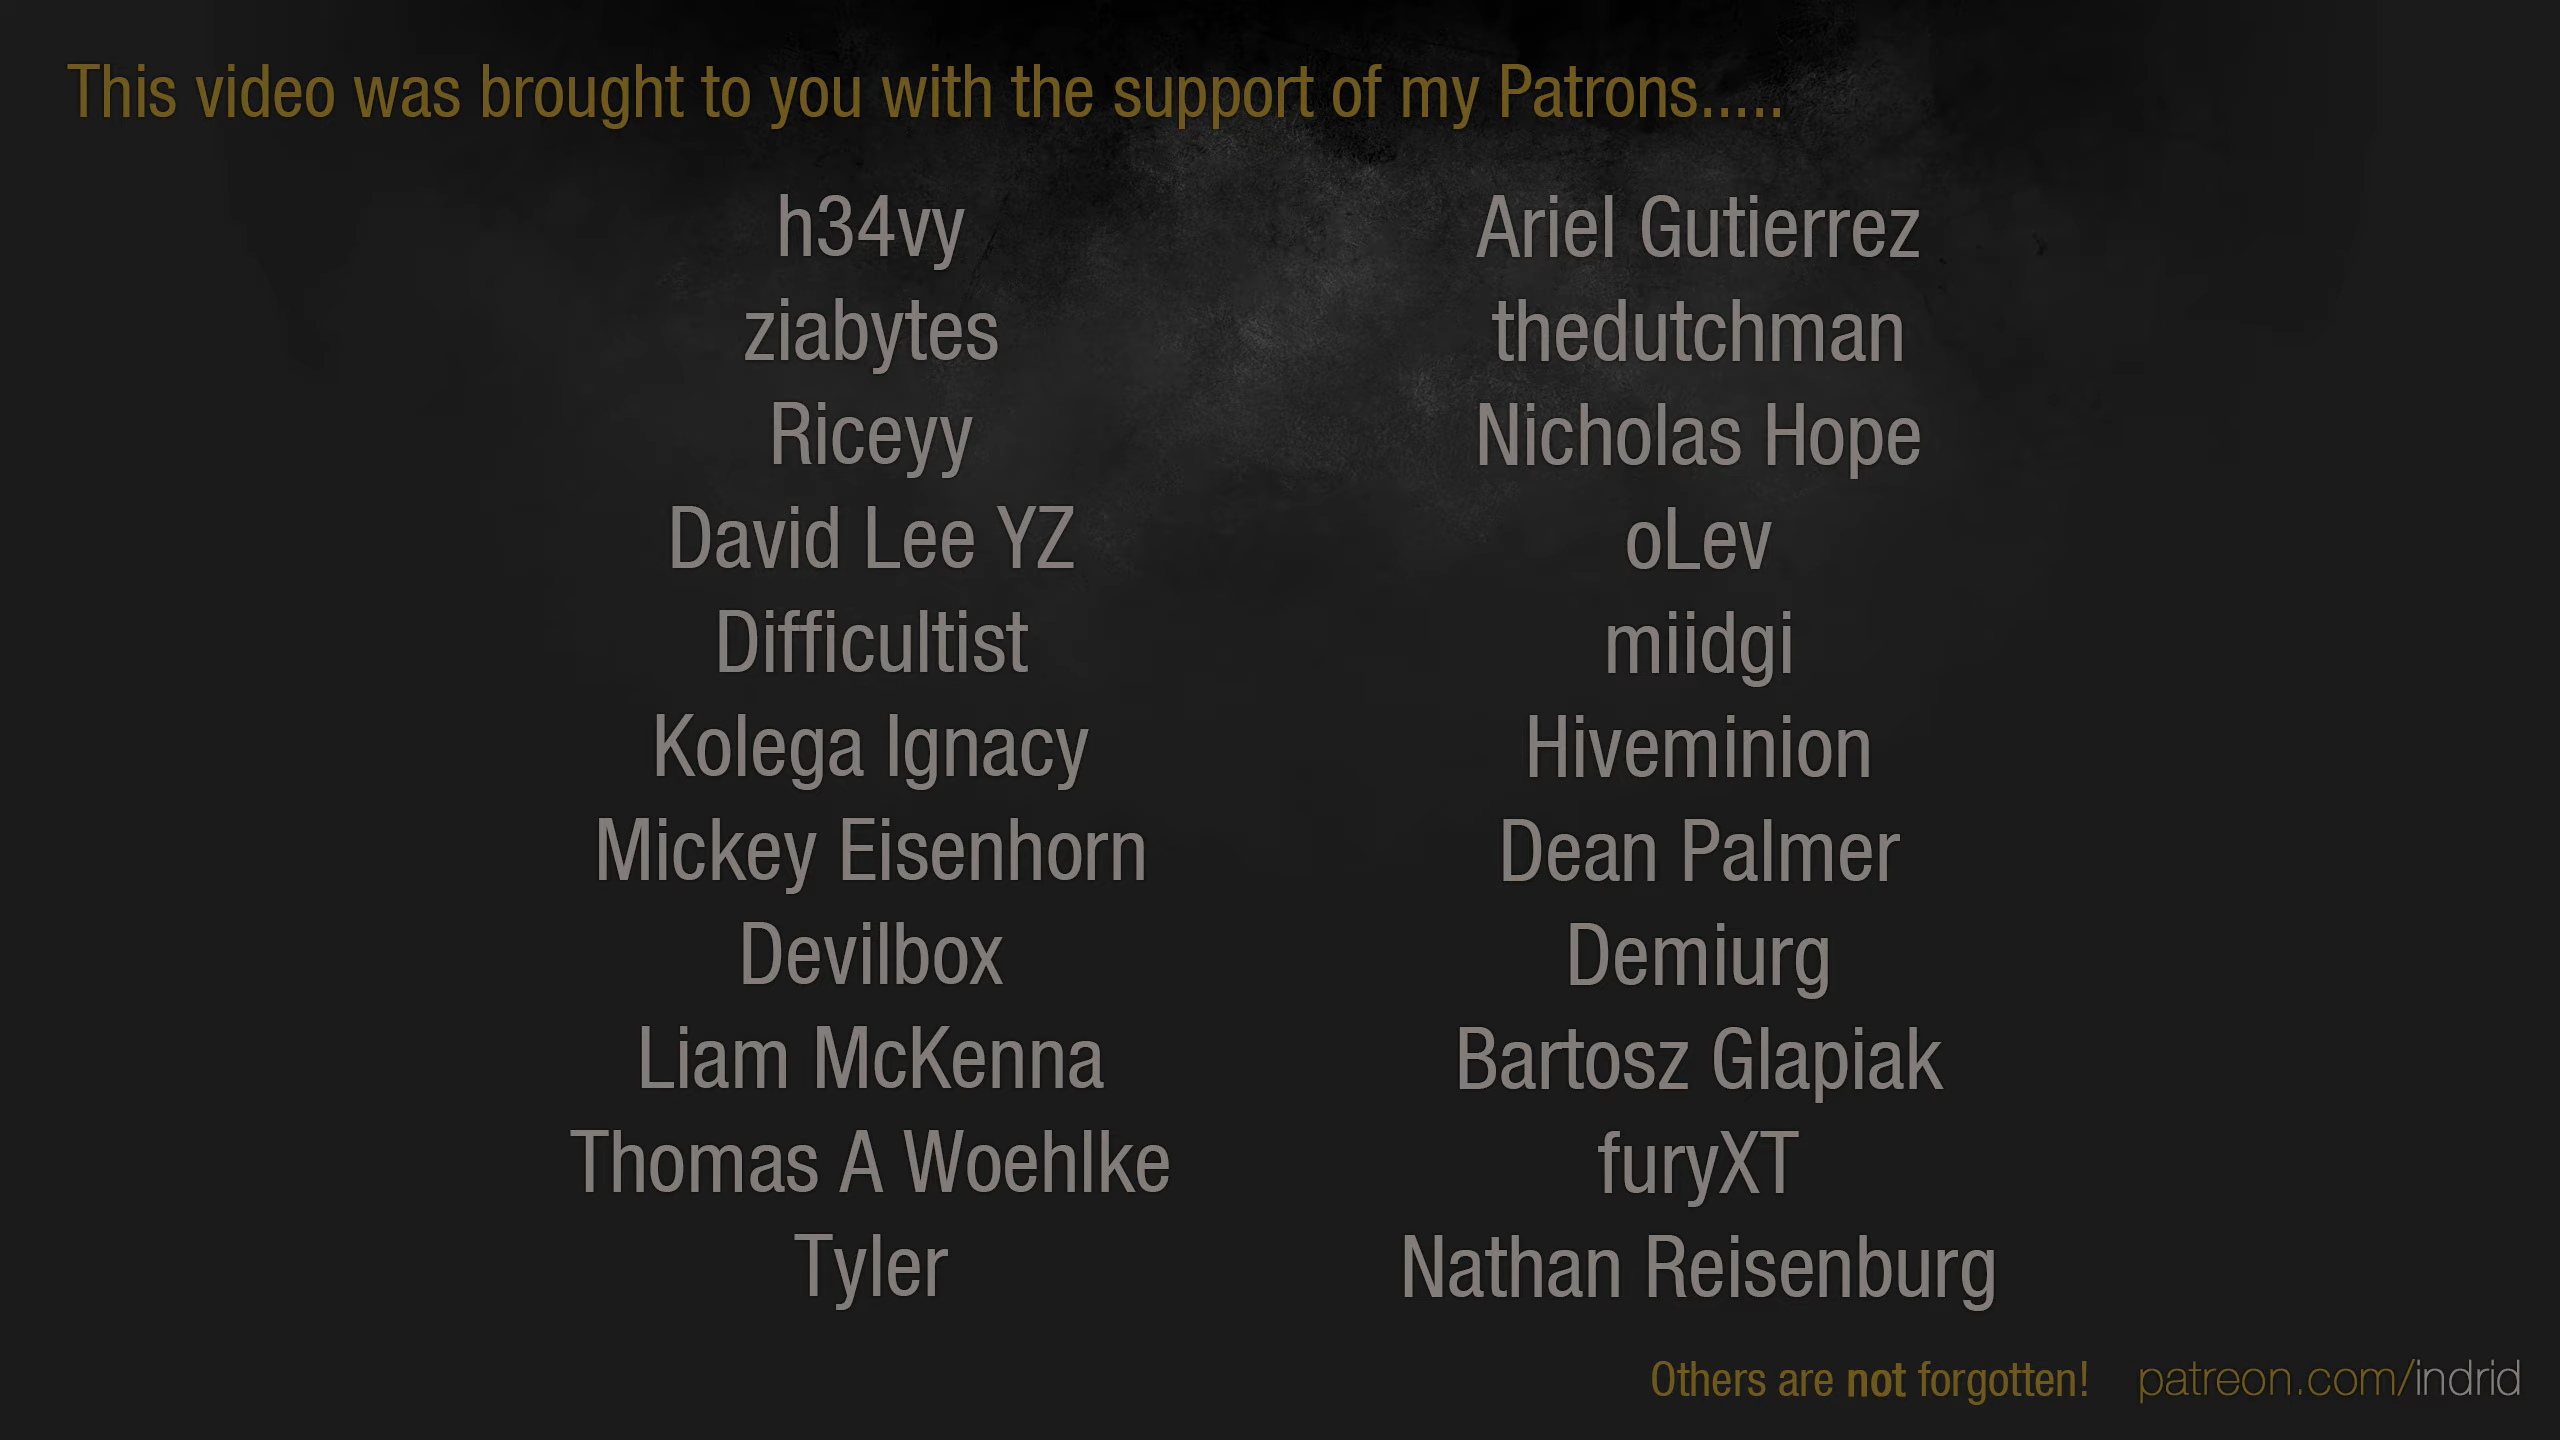 This video was brought to you with the support of my Patrons.....
h34vy
ziabytes
Riceyy
David Lee YZ
Difficultist
Kolega Ignacy
Mickey Eisenhorn
Devilbox
Liam McKenna
Thomas A Woehlke
Tyler
Ariel Gutierrez
thedutchman
Nicholas Hope
oLev
miidgi
Hiveminion
Dean Palmer
Demiurg
Bartosz Glapiak
furyXT
Nathan Reisenburg
Others are not forgotten! patreon.com/indrid